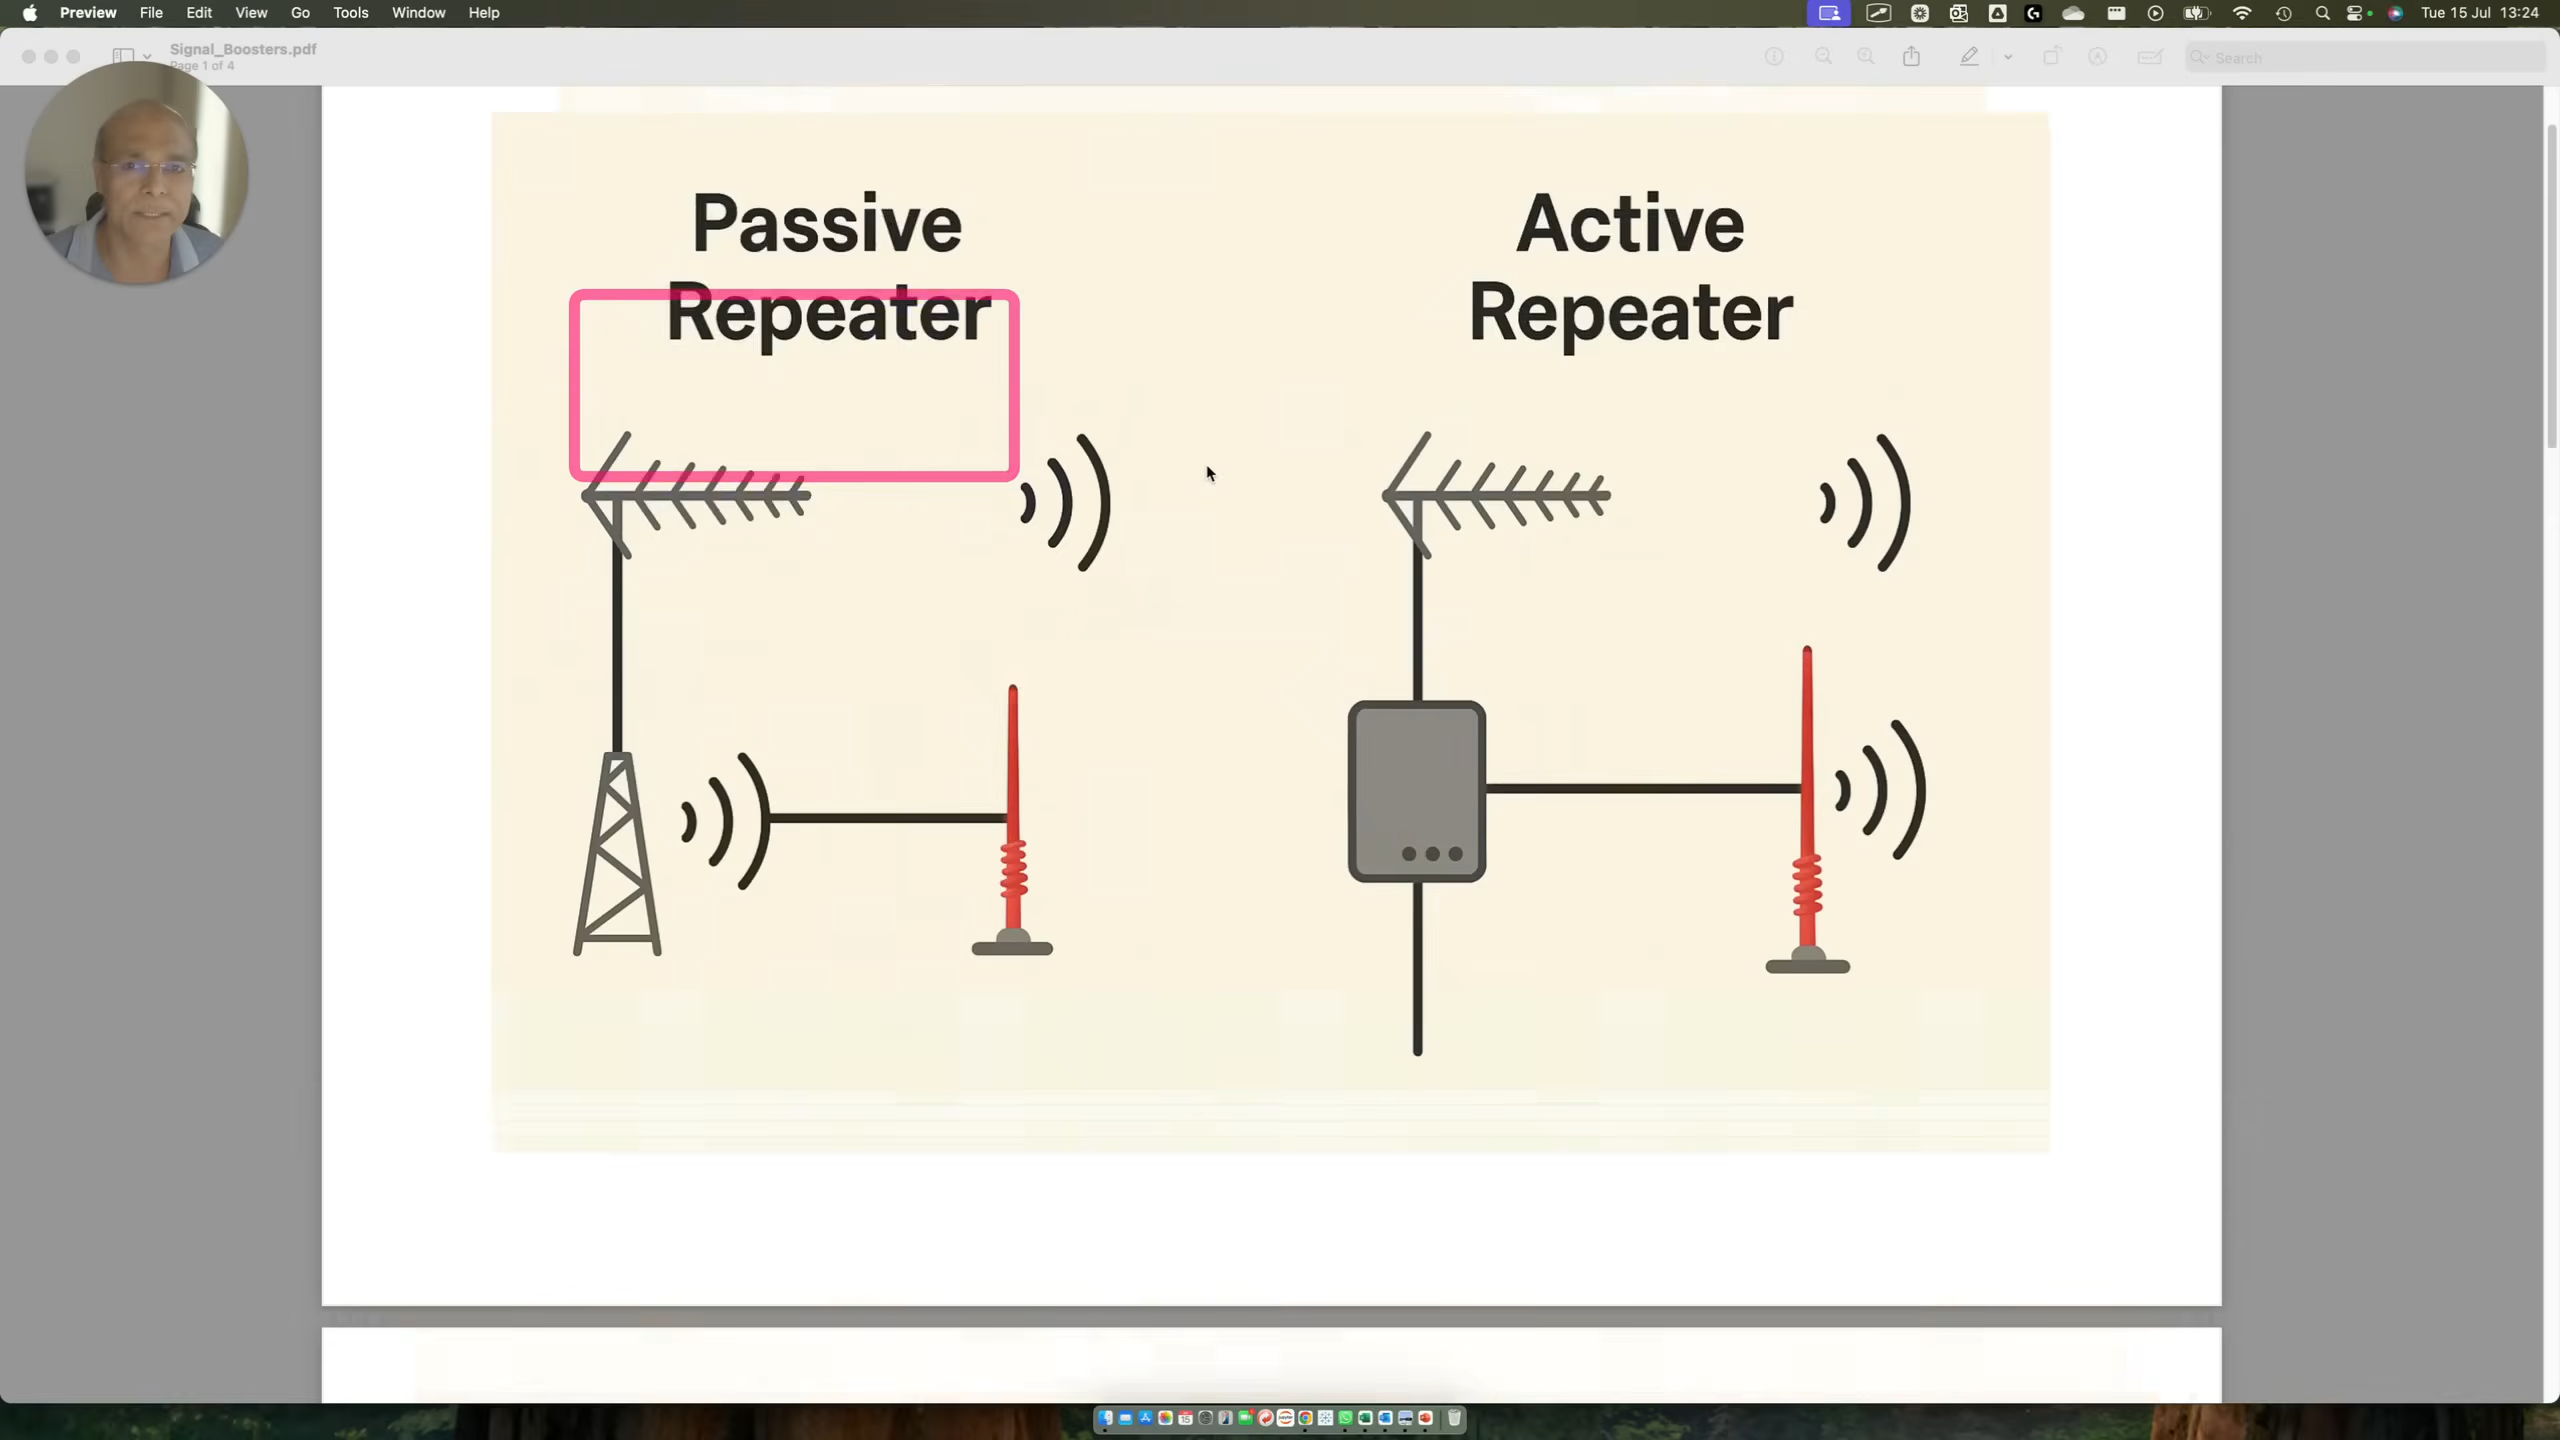 Preview File Edit View Go Tools Window Help Tue 15 Jul 13:24
Signal_Boosters.pdf
Page 1 of 4
Search
Passive
Repeater
Active
Repeater